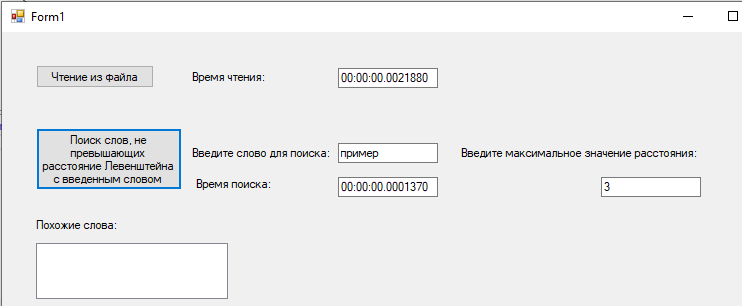 Form1
Чтение из файла
Время чтения:
00:00:00.0021880
Поиск слов, не
превышающих
расстояние Левенштейна
с введенным словом
Введите слово для поиска:
пример
Введите максимальное значение расстояния:
Время поиска:
00:00:00.0001370
3
Похожие слова: